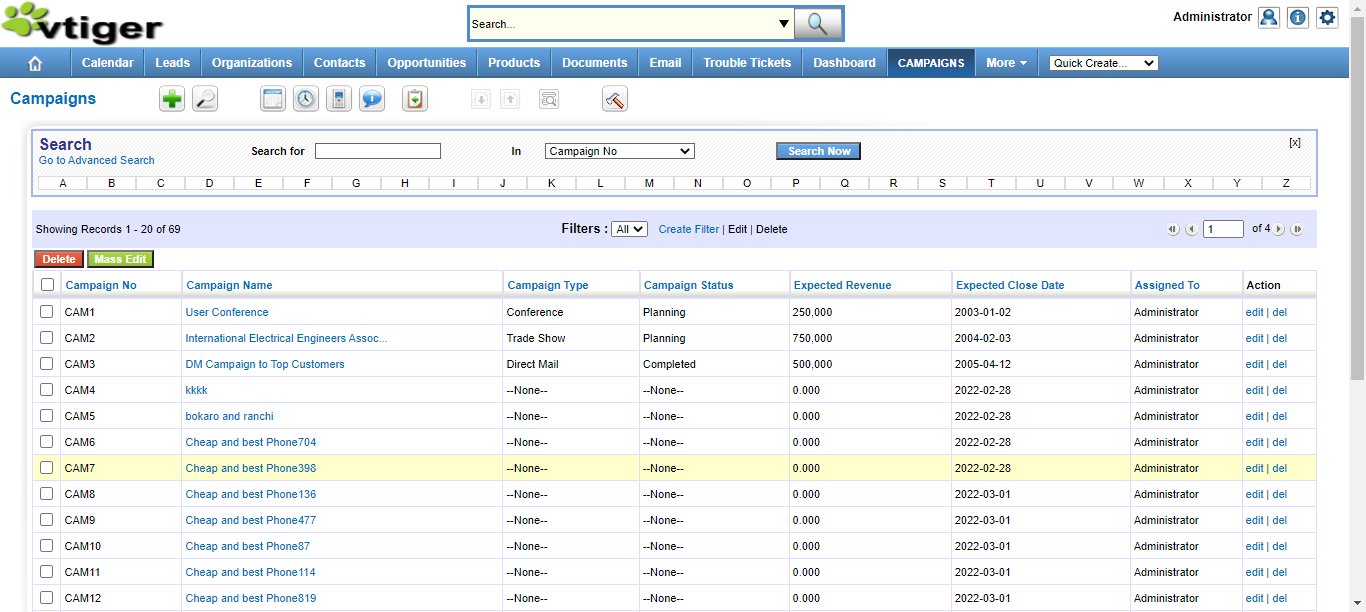 vtiger
Search...
Administrator
Calendar Leads Organizations Contacts Opportunities Products Documents Email Trouble Tickets Dashboard CAMPAIGNS More Quick Create...
Campaigns
Search
Go to Advanced Search
Search for In Campaign No Search Now [x]
A B C D E F G H I J K L M N O P Q R S T U V W X Y Z
Showing Records 1 - 20 of 69 Filters : All Create Filter | Edit | Delete 1 of 4
Delete Mass Edit
Campaign No Campaign Name Campaign Type Campaign Status Expected Revenue Expected Close Date Assigned To Action
CAM1 User Conference Conference Planning 250,000 2003-01-02 Administrator edit | del
CAM2 International Electrical Engineers Assoc... Trade Show Planning 750,000 2004-02-03 Administrator edit | del
CAM3 DM Campaign to Top Customers Direct Mail Completed 500,000 2005-04-12 Administrator edit | del
CAM4 kkkk --None-- --None-- 0.000 2022-02-28 Administrator edit | del
CAM5 bokaro and ranchi --None-- --None-- 0.000 2022-02-28 Administrator edit | del
CAM6 Cheap and best Phone704 --None-- --None-- 0.000 2022-02-28 Administrator edit | del
CAM7 Cheap and best Phone398 --None-- --None-- 0.000 2022-02-28 Administrator edit | del
CAM8 Cheap and best Phone136 --None-- --None-- 0.000 2022-03-01 Administrator edit | del
CAM9 Cheap and best Phone477 --None-- --None-- 0.000 2022-03-01 Administrator edit | del
CAM10 Cheap and best Phone87 --None-- --None-- 0.000 2022-03-01 Administrator edit | del
CAM11 Cheap and best Phone114 --None-- --None-- 0.000 2022-03-01 Administrator edit | del
CAM12 Cheap and best Phone819 --None-- --None-- 0.000 2022-03-01 Administrator edit | del